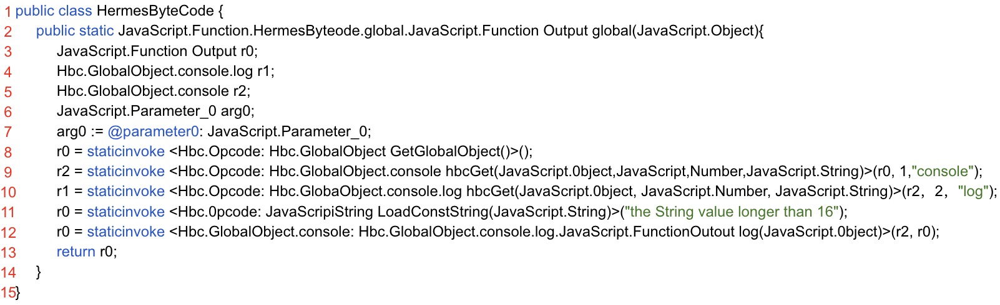 1 public class HermesByteCode {
2 public static JavaScript.Function.HermesByteode.global.JavaScript.Function Output global(JavaScript.Object){
3 JavaScript.Function Output r0;
4 Hbc.GlobalObject.console.log r1;
5 Hbc.GlobalObject.console r2;
6 JavaScript.Parameter_0 arg0;
7 arg0 := @parameter0: JavaScript.Parameter_0;
8 r0 = staticinvoke <Hbc.Opcode: Hbc.GlobalObject GetGlobalObject()>();
9 r2 = staticinvoke <Hbc.Opcode: Hbc.GlobalObject.console hbcGet(JavaScript.0bject,JavaScript,Number,JavaScript.String)>(r0, 1,"console");
10 r1 = staticinvoke <Hbc.Opcode: Hbc.GlobaObject.console.log hbcGet(JavaScript.0bject, JavaScript.Number, JavaScript.String)>(r2, 2, "log");
11 r0 = staticinvoke <Hbc.0pcode: JavaScripiString LoadConstString(JavaScript.String)>("the String value longer than 16");
12 r0 = staticinvoke <Hbc.GlobalObject.console: Hbc.GlobalObject.console.log.JavaScript.FunctionOutout log(JavaScript.0bject)>(r2, r0);
13 return r0;
14 }
15}